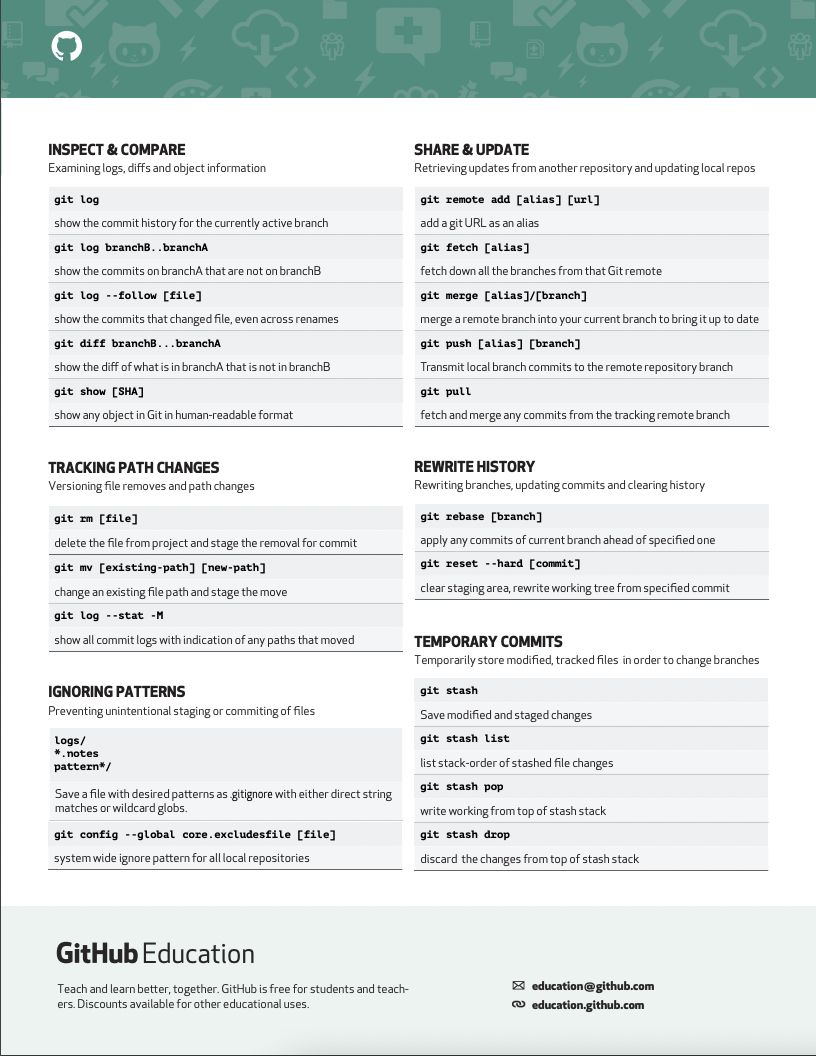 INSPECT & COMPARE
Examining logs, diffs and object information
git log
show the commit history for the currently active branch
git log branchB..branchA
show the commits on branchA that are not on branchB
git log --follow [file]
show the commits that changed file, even across renames
git diff branchB...branchA
show the diff of what is in branchA that is not in branchB
git show [SHA]
show any object in Git in human-readable format
TRACKING PATH CHANGES
Versioning file removes and path changes
git rm [file]
delete the file from project and stage the removal for commit
git mv [existing-path] [new-path]
change an existing file path and stage the move
git log --stat -M
show all commit logs with indication of any paths that moved
IGNORING PATTERNS
Preventing unintentional staging or commiting of files
logs/
*.notes
pattern*/
Save a file with desired patterns as .gitignore with either direct string
matches or wildcard globs.
git config --global core.excludesfile [file]
system wide ignore pattern for all local repositories
SHARE & UPDATE
Retrieving updates from another repository and updating local repos
git remote add [alias] [url]
add a git URL as an alias
git fetch [alias]
fetch down all the branches from that Git remote
git merge [alias]/[branch]
merge a remote branch into your current branch to bring it up to date
git push [alias] [branch]
Transmit local branch commits to the remote repository branch
git pull
fetch and merge any commits from the tracking remote branch
REWRITE HISTORY
Rewriting branches, updating commits and clearing history
git rebase [branch]
apply any commits of current branch ahead of specified one
git reset --hard [commit]
clear staging area, rewrite working tree from specified commit
TEMPORARY COMMITS
Temporarily store modified, tracked files in order to change branches
git stash
Save modified and staged changes
git stash list
list stack-order of stashed file changes
git stash pop
write working from top of stash stack
git stash drop
discard the changes from top of stash stack
GitHub Education
Teach and learn better, together. GitHub is free for students and teach-
ers. Discounts available for other educational uses.
education@github.com
education.github.com